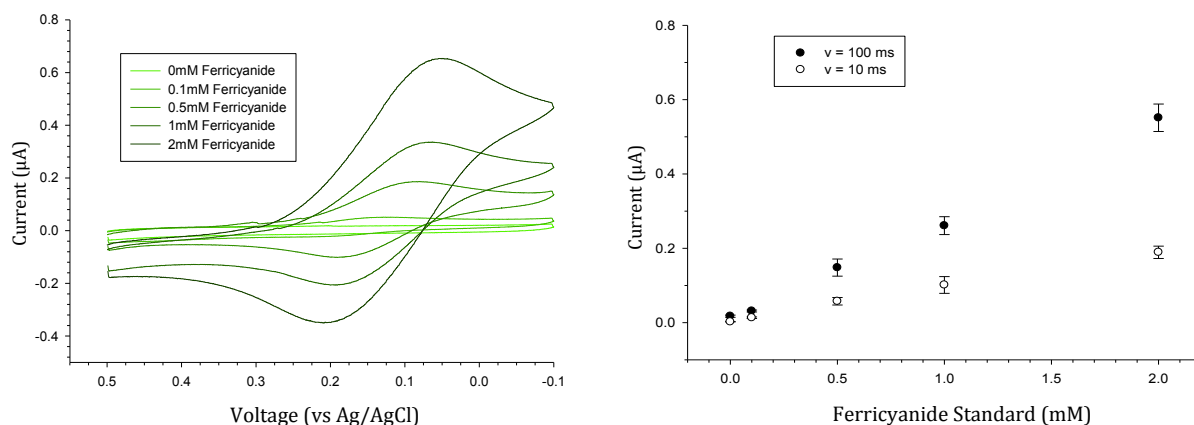 0.8
0.6
0.4
0.2
0.0
-0.2
-0.4
Current (μA)
0mM Ferricyanide
0.1mM Ferricyanide
0.5mM Ferricyanide
1mM Ferricyanide
2mM Ferricyanide
0.5 0.4 0.3 0.2 0.1 0.0 -0.1
Voltage (vs Ag/AgCl)
0.8
0.6
0.4
0.2
0.0
Current (μA)
v = 100 ms
v = 10 ms
0.0 0.5 1.0 1.5 2.0
Ferricyanide Standard (mM)